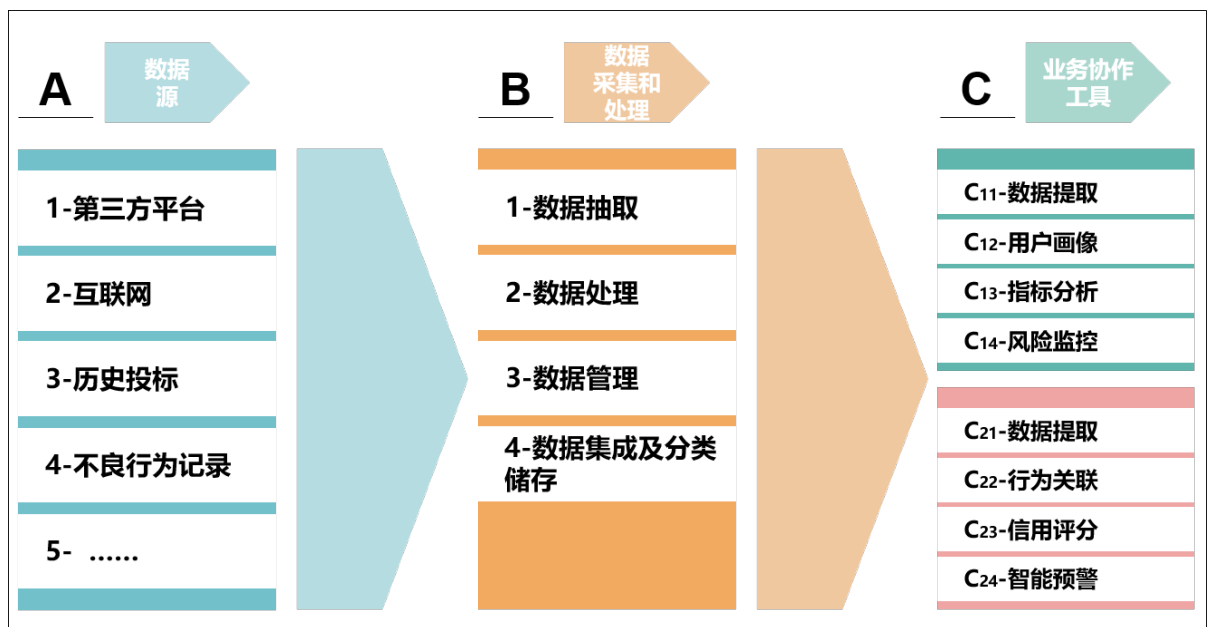 A
数据
源
1-第三方平台
2-互联网
3-历史投标
4-不良行为记录
5- ……
B
数据
采集和
处理
1-数据抽取
2-数据处理
3-数据管理
4-数据集成及分类
储存
C
业务协作
工具
C11-数据提取
C12-用户画像
C13-指标分析
C14-风险监控
C21-数据提取
C22-行为关联
C23-信用评分
C24-智能预警